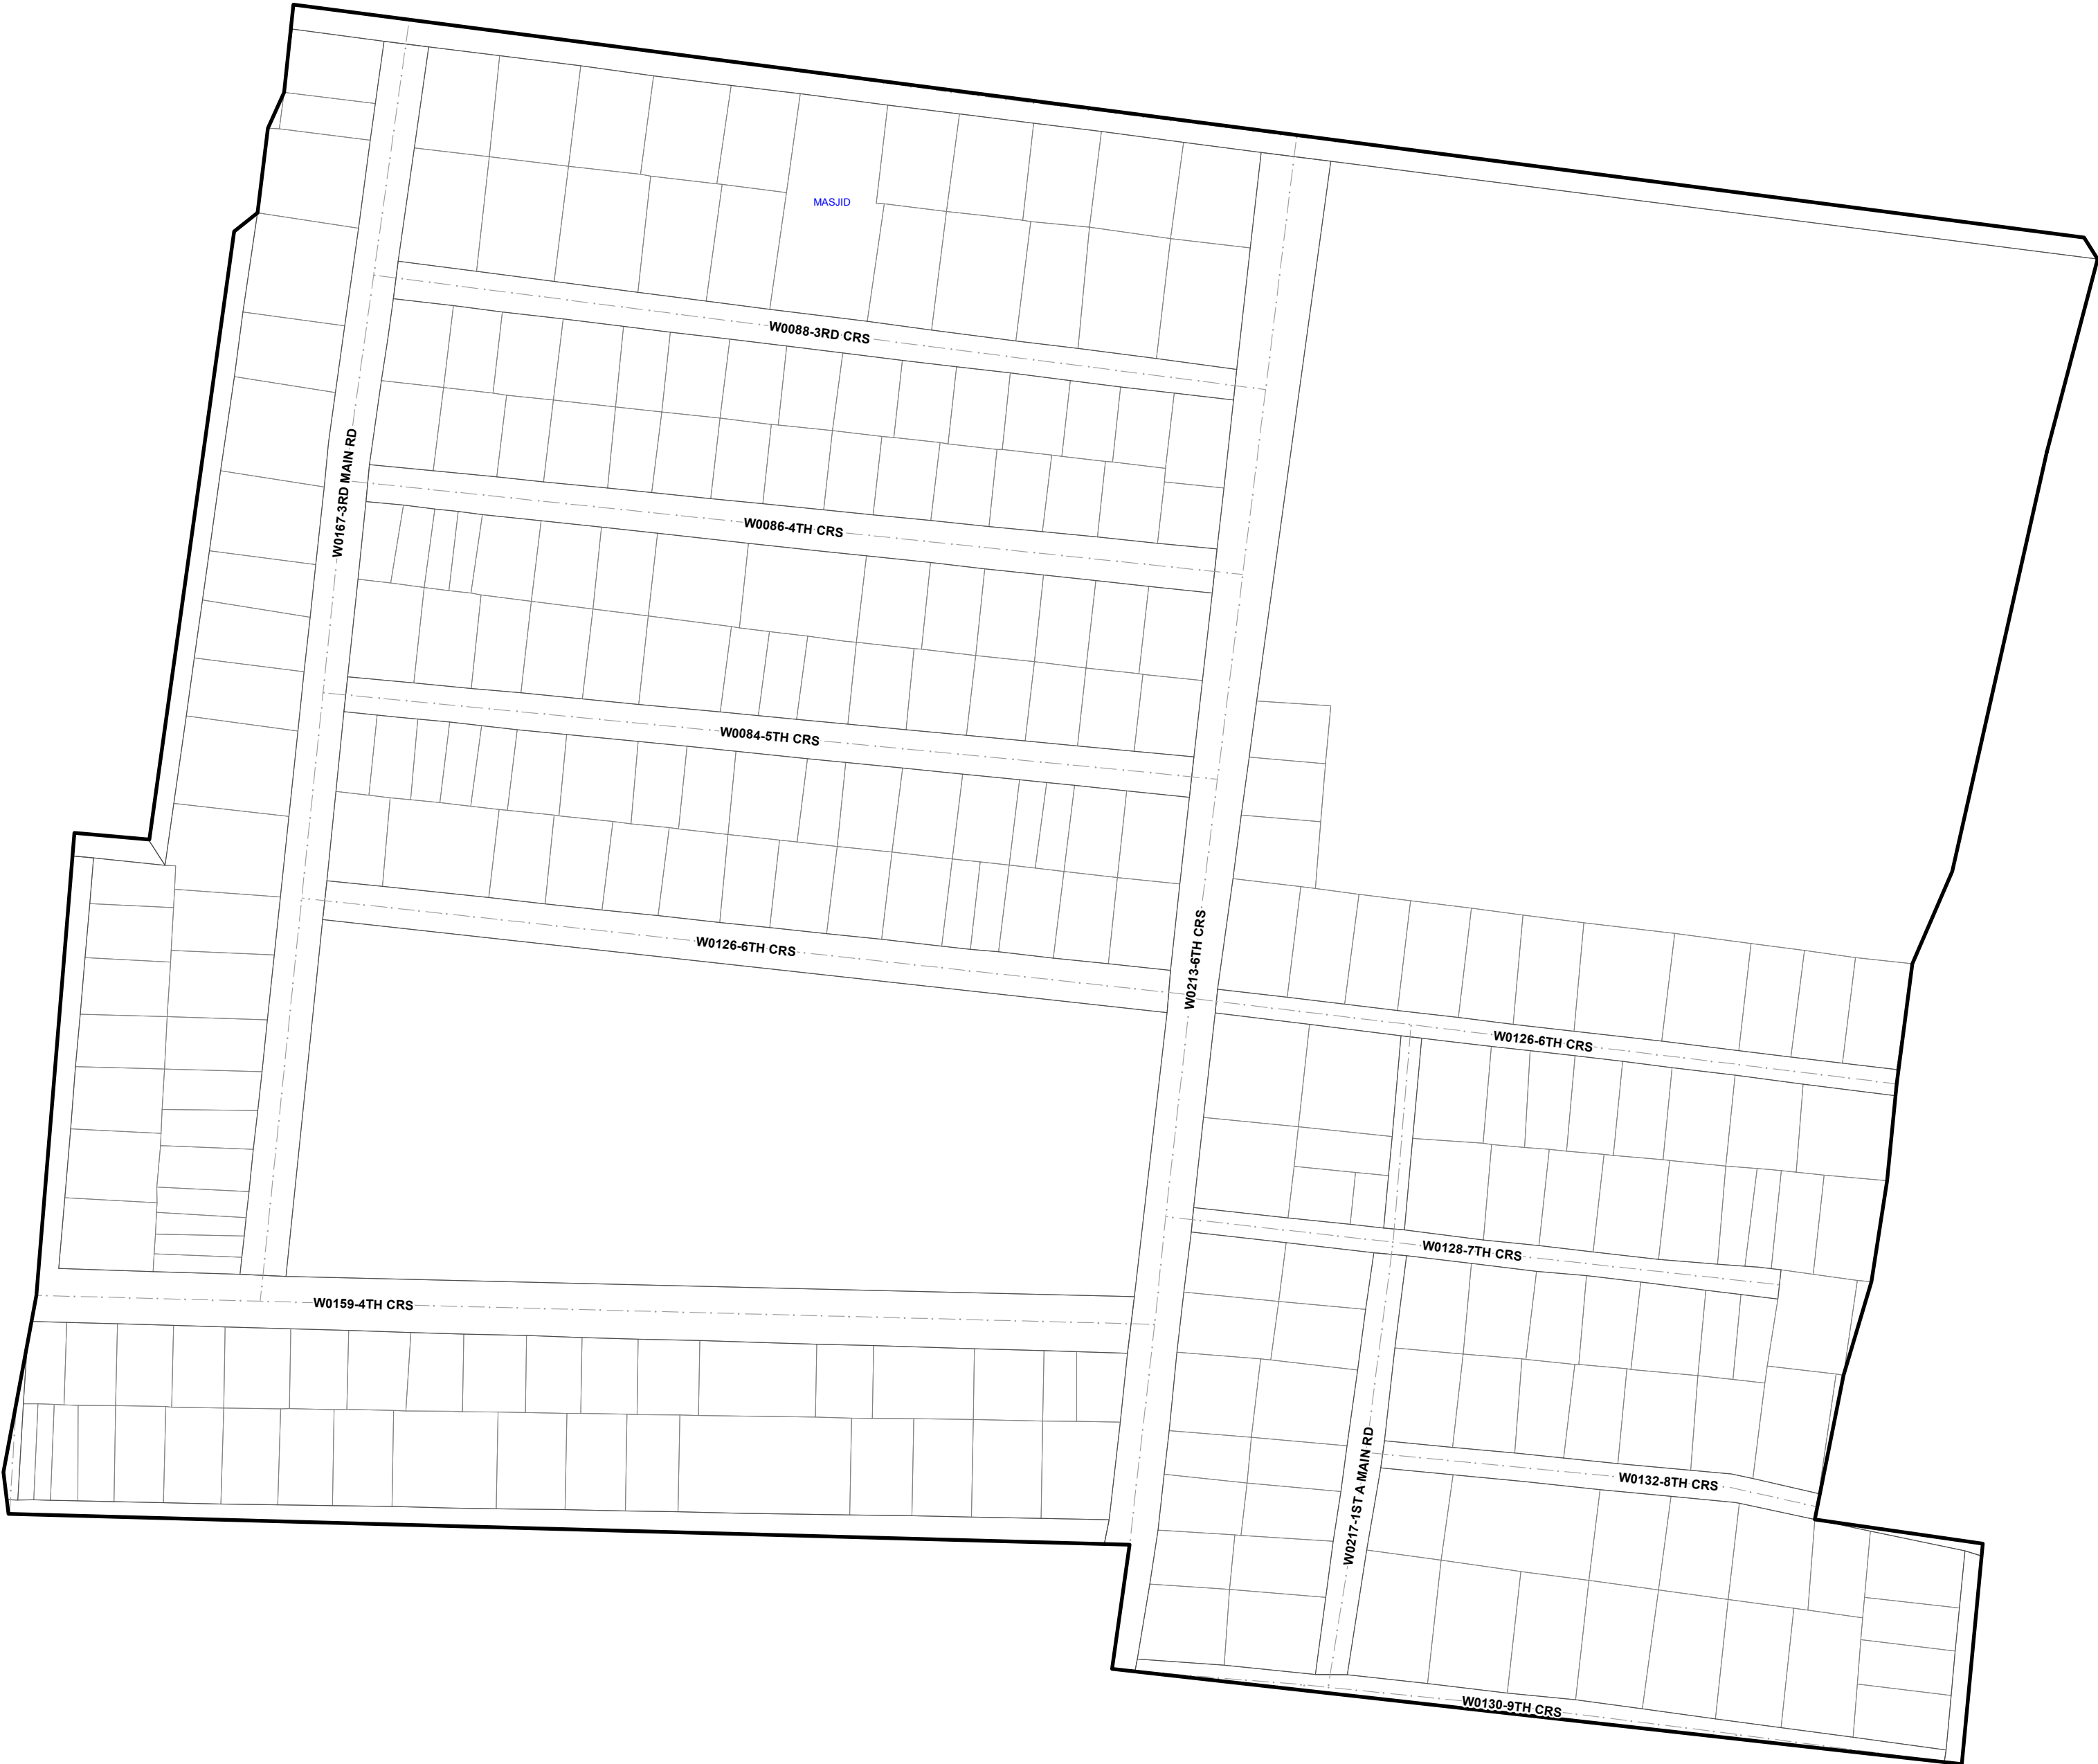 MASJID
W0088-3RD CRS
W0167-3RD MAIN RD
W0086-4TH CRS
W0084-5TH CRS
W0126-6TH CRS
W0213-6TH CRS
W0126-6TH CRS
W0128-7TH CRS
W0159-4TH CRS
W0217-1ST A MAIN RD
W0132-8TH CRS
W0130-9TH CRS